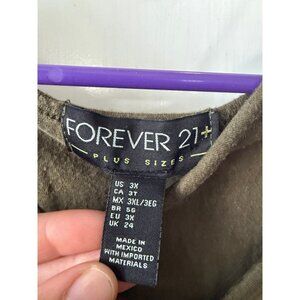 FOREVER 21+
PLUS SIZES
US 3X
CA 3T
MX 3XL/3EG
BR 56
EU 3X
UK 24
MADE IN
MEXICO
WITH IMPORTED
MATERIALS